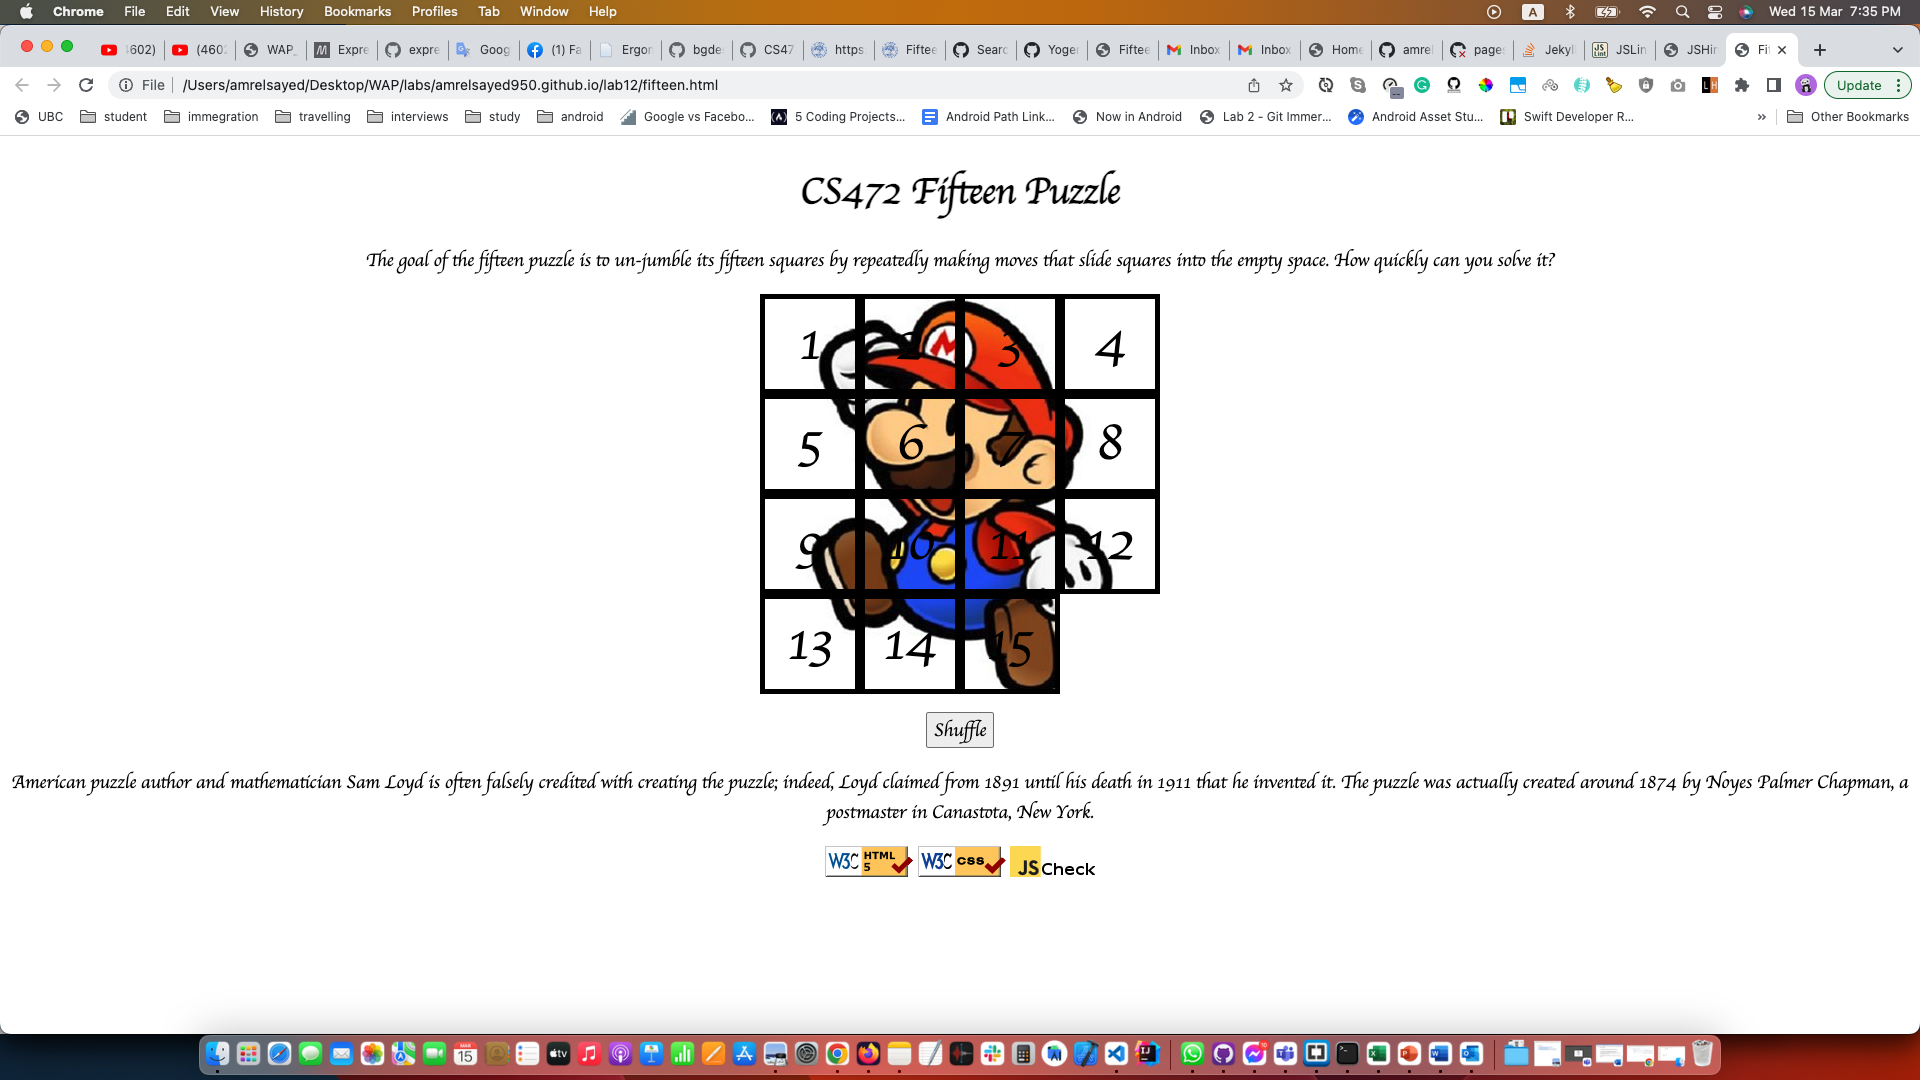 Chrome File Edit View History Bookmarks Profiles Tab Window Help A Wed 15 Mar 7:35 PM
(602) (460 WAP_ Expre expre Goog (1) Fa Ergon bgde CS47 https Fiftee Searc Yoger Fiftee Inbox Inbox Home amrel pages Jekyl JSLin JSHin Fi
File /Users/amrelsayed/Desktop/WAP/labs/amrelsayed950.github.io/lab12/fifteen.html Update
UBC student immegration travelling interviews study android Google vs Facebo... 5 Coding Projects... Android Path Link... Now in Android Lab 2 - Git Immer... Android Asset Stu... Swift Developer R... » Other Bookmarks
CS472 Fifteen Puzzle
The goal of the fifteen puzzle is to un-jumble its fifteen squares by repeatedly making moves that slide squares into the empty space. How quickly can you solve it?
1 2 M 3 4
5 6 7 8
9 10 11 12
13 14 15
Shuffle
American puzzle author and mathematician Sam Loyd is often falsely credited with creating the puzzle; indeed, Loyd claimed from 1891 until his death in 1911 that he invented it. The puzzle was actually created around 1874 by Noyes Palmer Chapman, a
postmaster in Canastota, New York.
W3C HTML 5 W3C css JS Check
MAR 15 tv